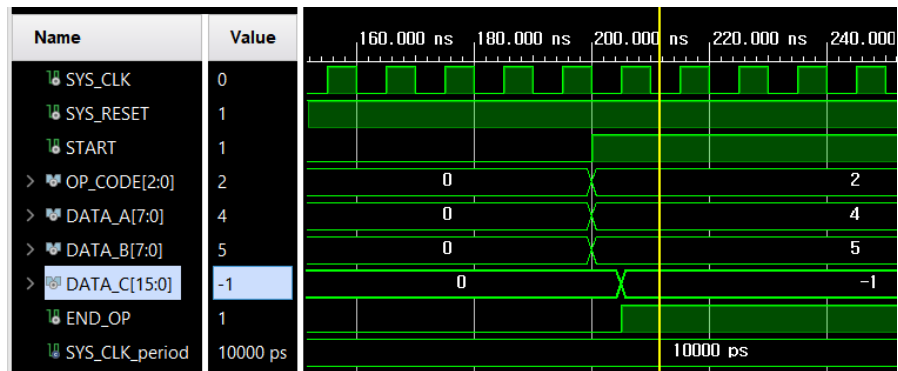 Name Value 160.000 ns 180.000 ns 200.000 ns 220.000 ns 240.000
SYS_CLK 0
SYS_RESET 1
START 1
> OP_CODE[2:0] 2 0 2
> DATA_A[7:0] 4 0 4
> DATA_B[7:0] 5 0 5
> DATA_C[15:0] -1 0 -1
END_OP 1
SYS_CLK_period 10000 ps 10000 ps